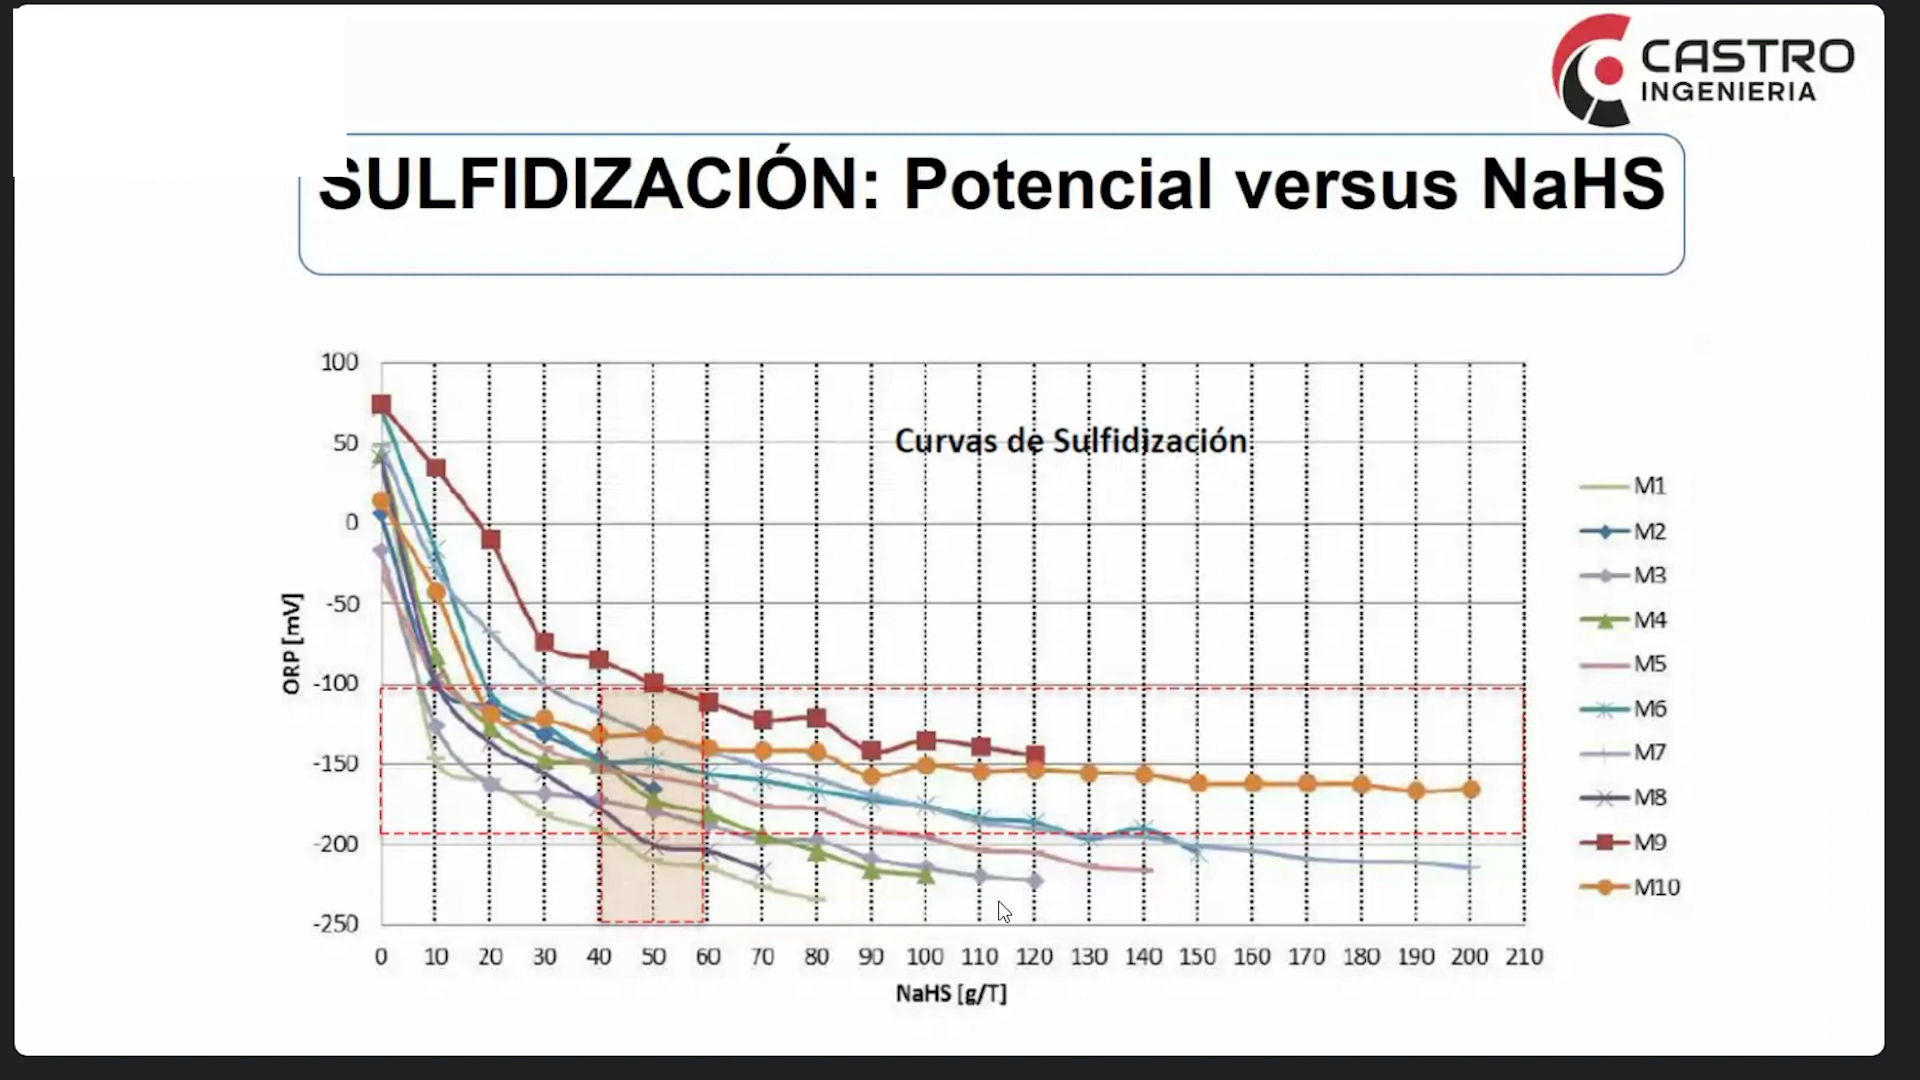 CASTRO
INGENIERIA
SULFIDIZACIÓN: Potencial versus NaHS
Curvas de Sulfidización
100
50
0
-50
-100
-150
-200
-250
ORP [mV]
0 10 20 30 40 50 60 70 80 90 100 110 120 130 140 150 160 170 180 190 200 210
NaHS [g/T]
M1
M2
M3
M4
M5
M6
M7
M8
M9
M10